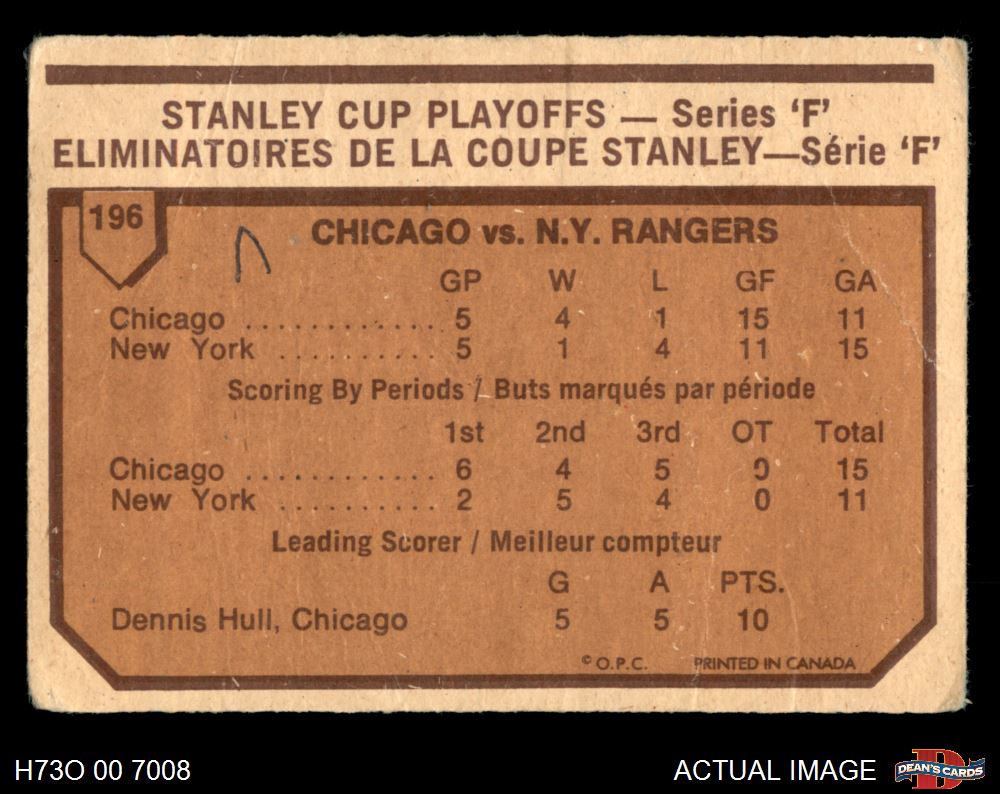 STANLEY CUP PLAYOFFS — Series 'F'
ELIMINATOIRES DE LA COUPE STANLEY—Série 'F'
196
CHICAGO vs. N.Y. RANGERS
GP W L GF GA
Chicago ............. 5 4 1 15 11
New York .......... 5 1 4 11 15
Scoring By Periods / Buts marqués par période
1st 2nd 3rd OT Total
Chicago ............. 6 4 5 0 15
New York .......... 2 5 4 0 11
Leading Scorer / Meilleur compteur
G A PTS.
Dennis Hull, Chicago 5 5 10
© O.P.C. PRINTED IN CANADA
H73O 00 7008 ACTUAL IMAGE DEAN'S CARDS